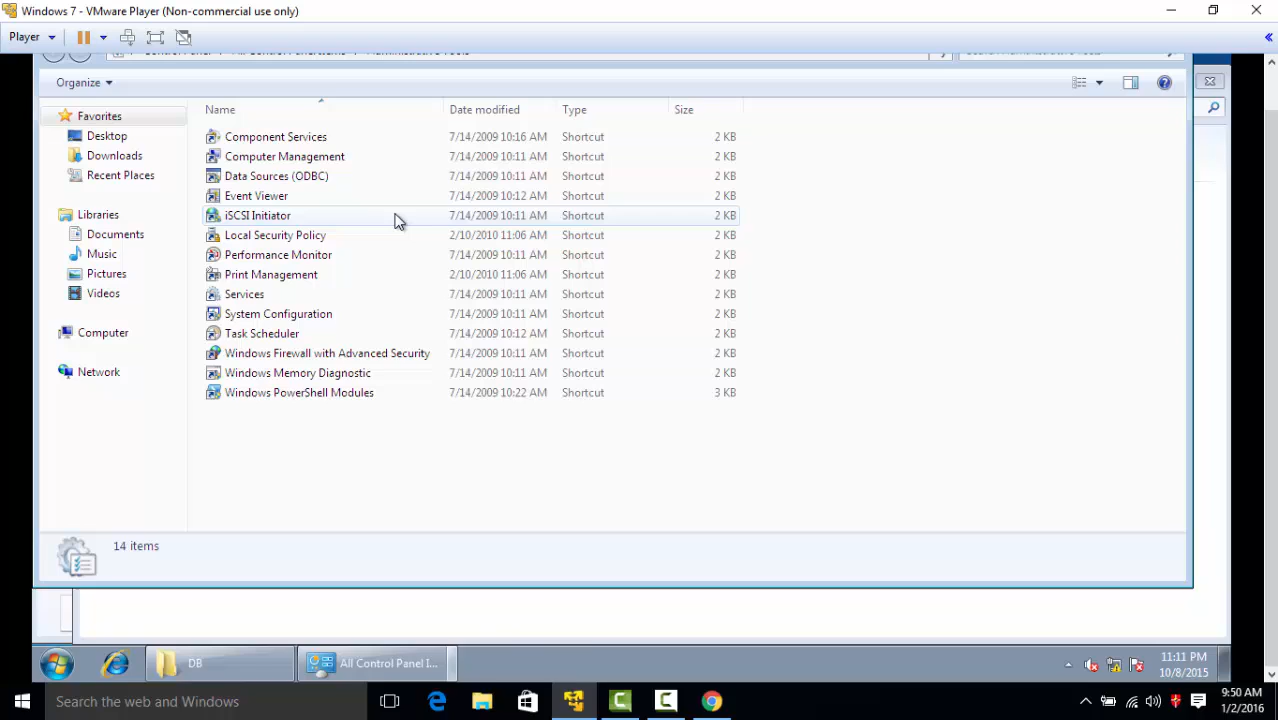 Windows 7 - VMware Player (Non-commercial use only)
Player
Organize
Name Date modified Type Size
Favorites
Desktop
Downloads
Recent Places
Libraries
Documents
Music
Pictures
Videos
Computer
Network
Component Services 7/14/2009 10:16 AM Shortcut 2 KB
Computer Management 7/14/2009 10:11 AM Shortcut 2 KB
Data Sources (ODBC) 7/14/2009 10:11 AM Shortcut 2 KB
Event Viewer 7/14/2009 10:12 AM Shortcut 2 KB
iSCSI Initiator 7/14/2009 10:11 AM Shortcut 2 KB
Local Security Policy 2/10/2010 11:06 AM Shortcut 2 KB
Performance Monitor 7/14/2009 10:11 AM Shortcut 2 KB
Print Management 2/10/2010 11:06 AM Shortcut 2 KB
Services 7/14/2009 10:11 AM Shortcut 2 KB
System Configuration 7/14/2009 10:11 AM Shortcut 2 KB
Task Scheduler 7/14/2009 10:12 AM Shortcut 2 KB
Windows Firewall with Advanced Security 7/14/2009 10:11 AM Shortcut 2 KB
Windows Memory Diagnostic 7/14/2009 10:11 AM Shortcut 2 KB
Windows PowerShell Modules 7/14/2009 10:22 AM Shortcut 3 KB
14 items
DB
All Control Panel I...
11:11 PM
10/8/2015
Search the web and Windows
9:50 AM
1/2/2016